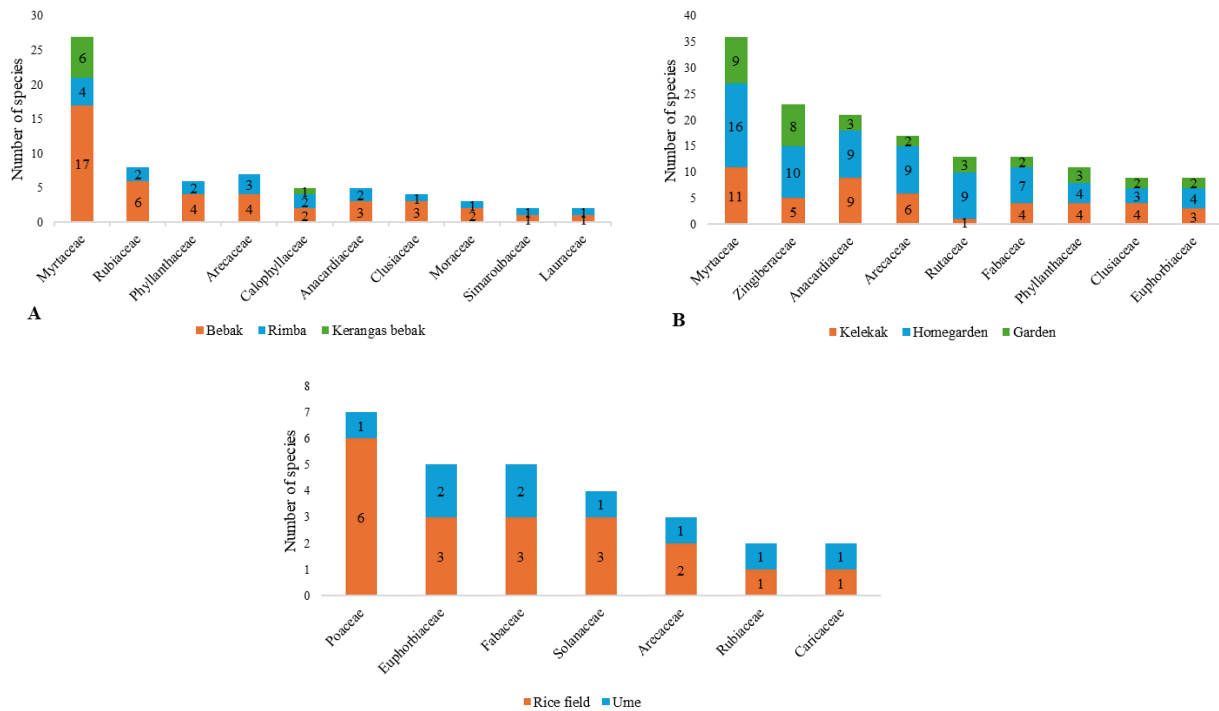 Number of species
30
25
20
15
10
5
0
6
4
17
2
6
2
4
3
4
1
2
2
2
3
1
3
1
2
1
1
1
1
Myrtaceae
Rubiaceae
Phyllanthaceae
Arecaceae
Calophyllaceae
Anacardiaceae
Clusiaceae
Moraceae
Simaroubaceae
Lauraceae
A
Bebak Rimba Kerangas bebak
Number of species
40
35
30
25
20
15
10
5
0
9
16
11
8
10
5
3
9
9
2
9
6
3
9
1
2
7
4
3
4
4
2
3
4
2
4
3
Myrtaceae
Zingiberaceae
Anacardiaceae
Arecaceae
Rutaceae
Fabaceae
Phyllanthaceae
Clusiaceae
Euphorbiaceae
B
Kelekak Homegarden Garden
Number of species
8
7
6
5
4
3
2
1
0
1
6
2
3
2
3
1
3
1
2
1
1
1
1
Poaceae
Euphorbiaceae
Fabaceae
Solanaceae
Arecaceae
Rubiaceae
Caricaceae
Rice field Ume